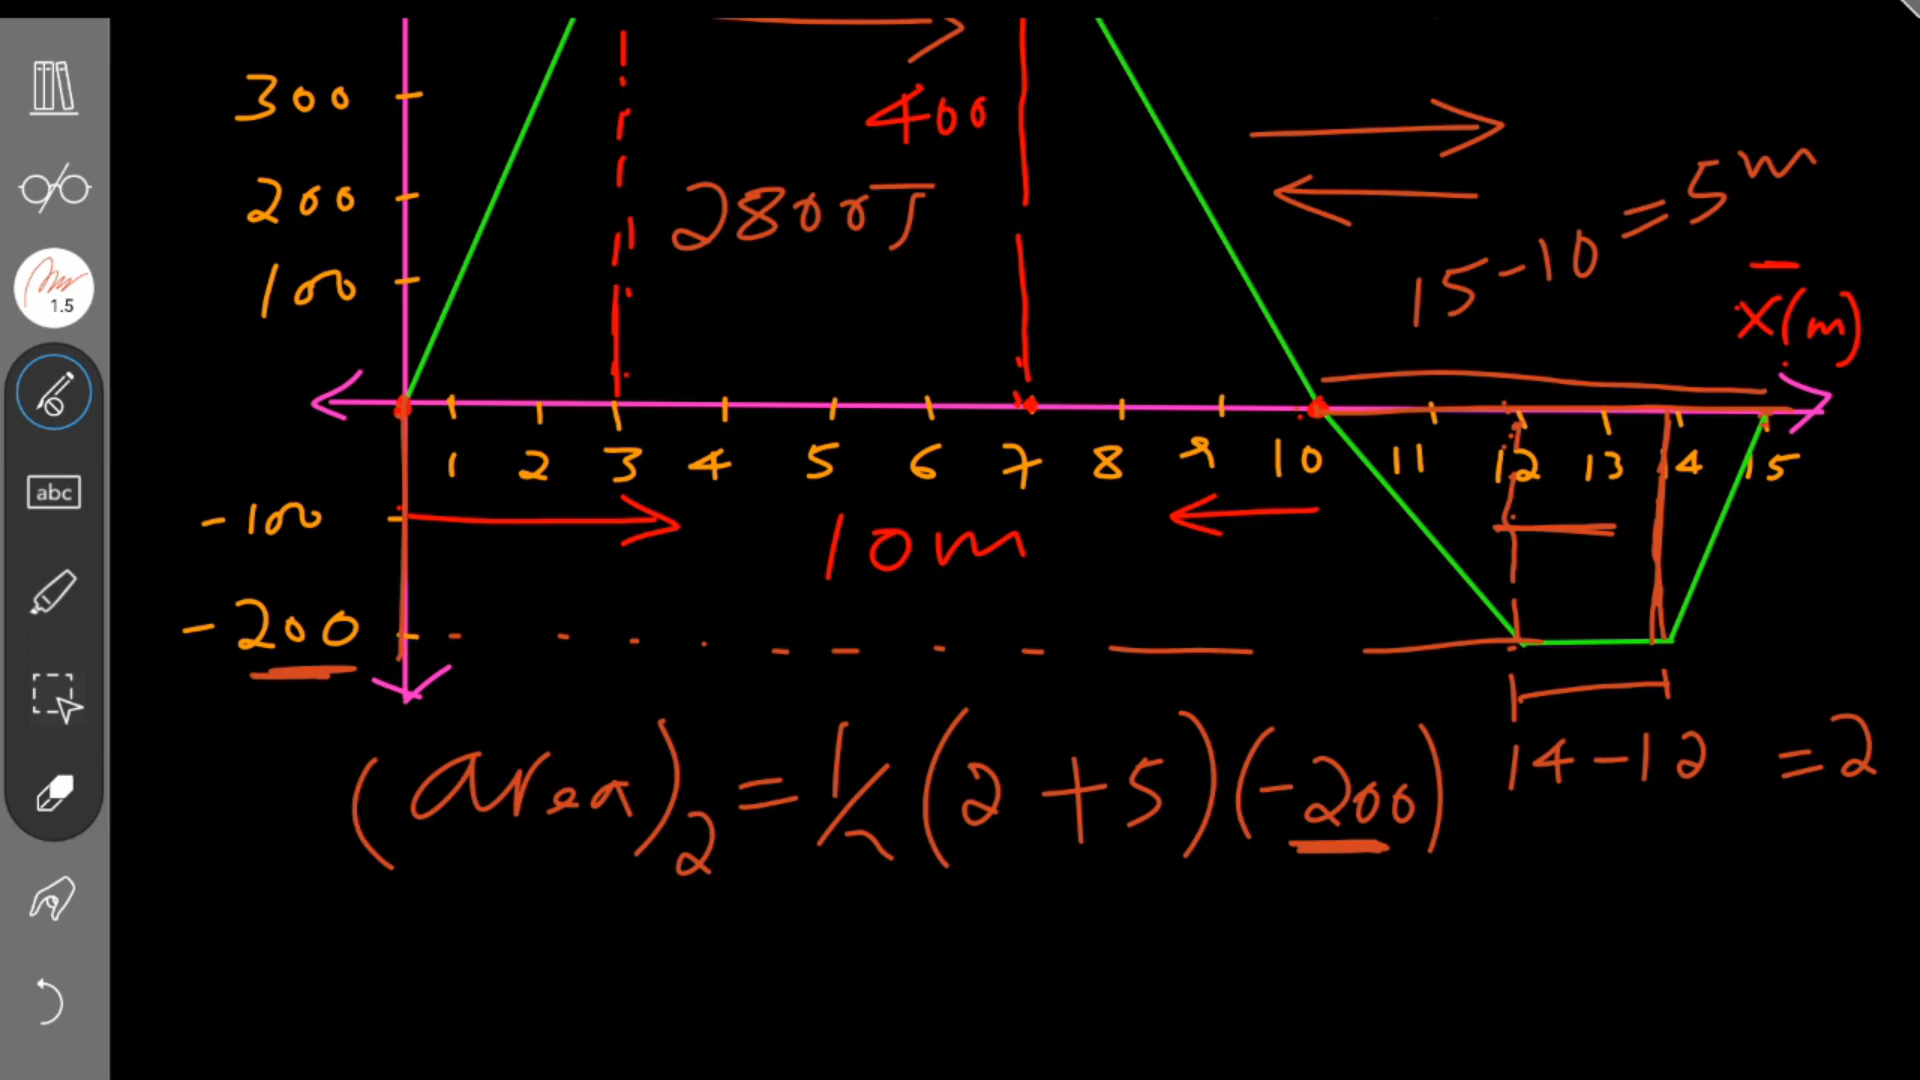 300
400
200
2800J
15-10=5m
100
1.5
X(m)
1 2 3 4 5 6 7 8 9 10 11 12 13 14 15
abc
-100
10m
-200
(area)2=1/2(2+5)(-200)
14-12=2